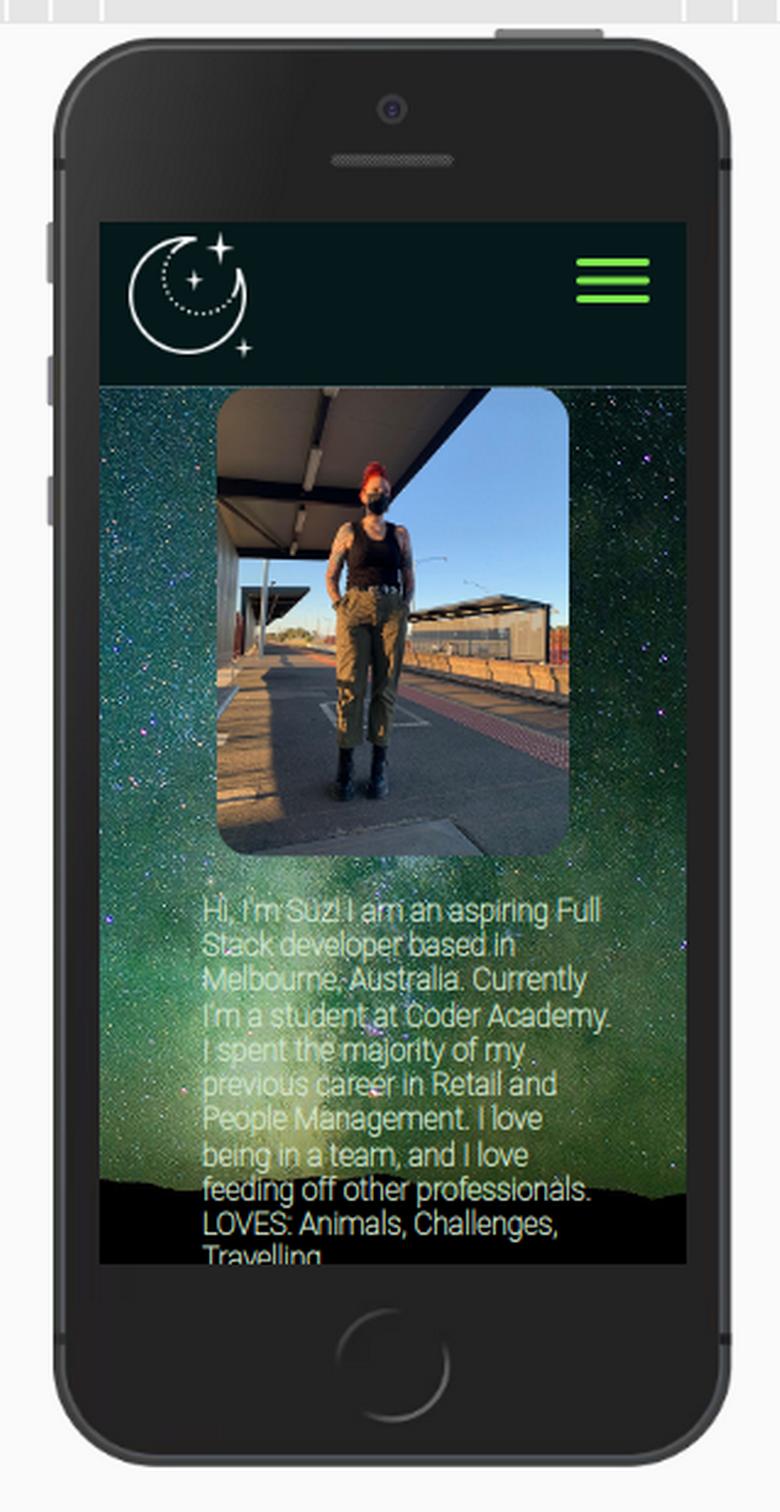 Hi, I'm Suz! I am an aspiring Full
Stack developer based in
Melbourne, Australia. Currently
I'm a student at Coder Academy.
I spent the majority of my
previous career in Retail and
People Management. I love
being in a team, and I love
feeding off other professionals.
LOVES: Animals, Challenges,
Travelling